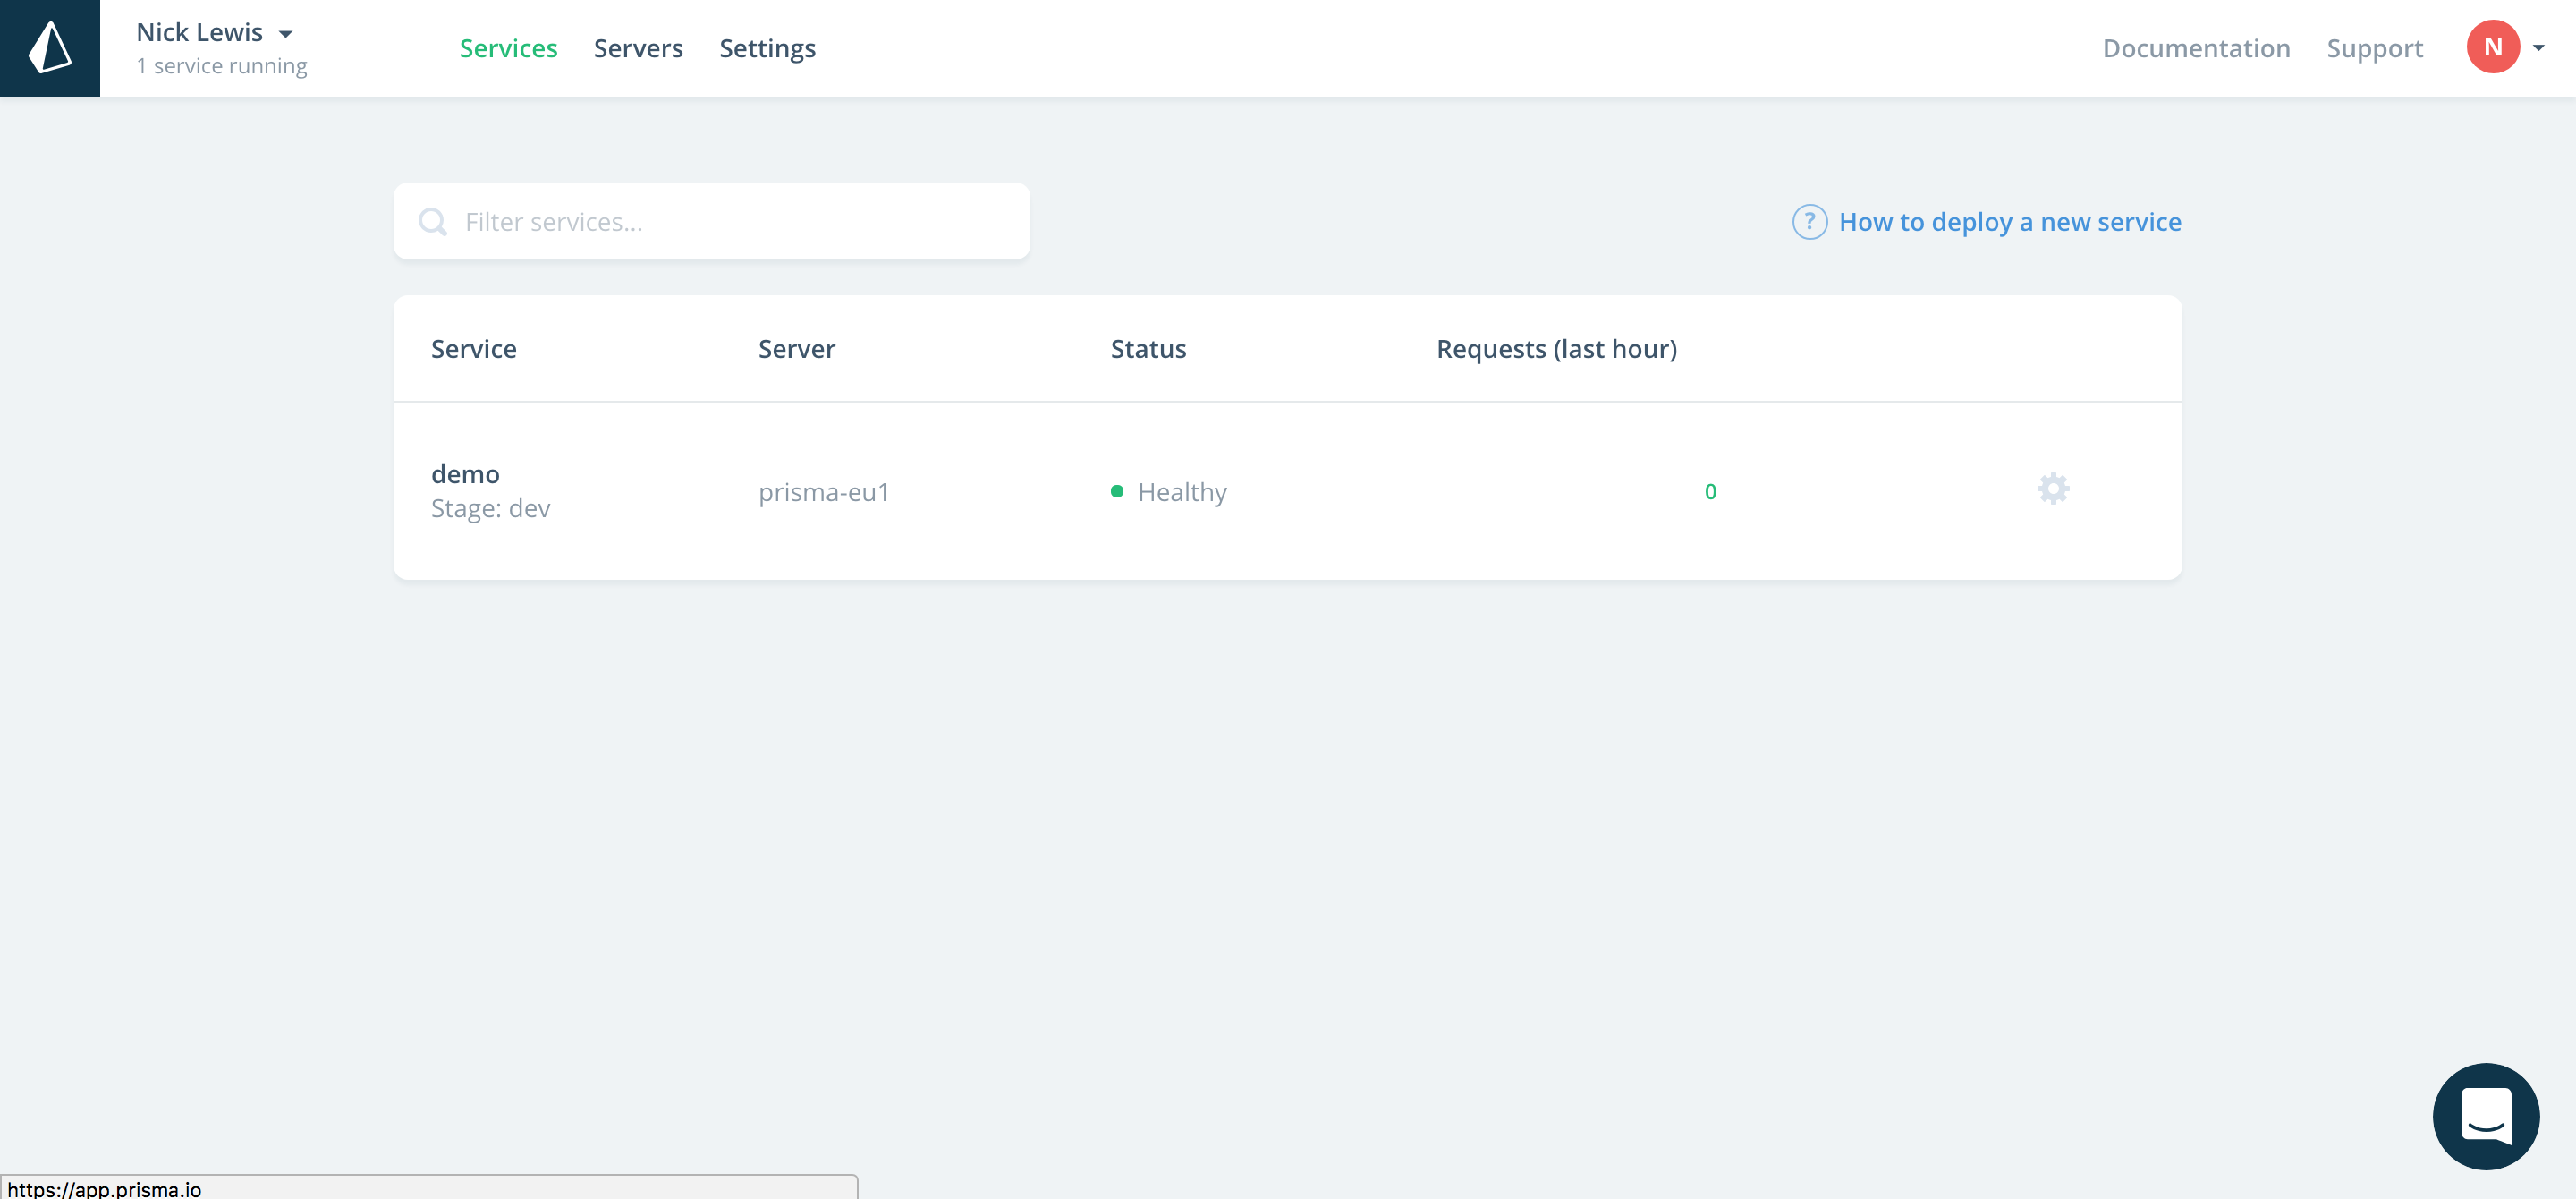 Nick Lewis
1 service running
Services Servers Settings
Documentation Support N
Filter services...
? How to deploy a new service
Service Server Status Requests (last hour)
demo
Stage: dev
prisma-eu1 Healthy 0
https://app.prisma.io